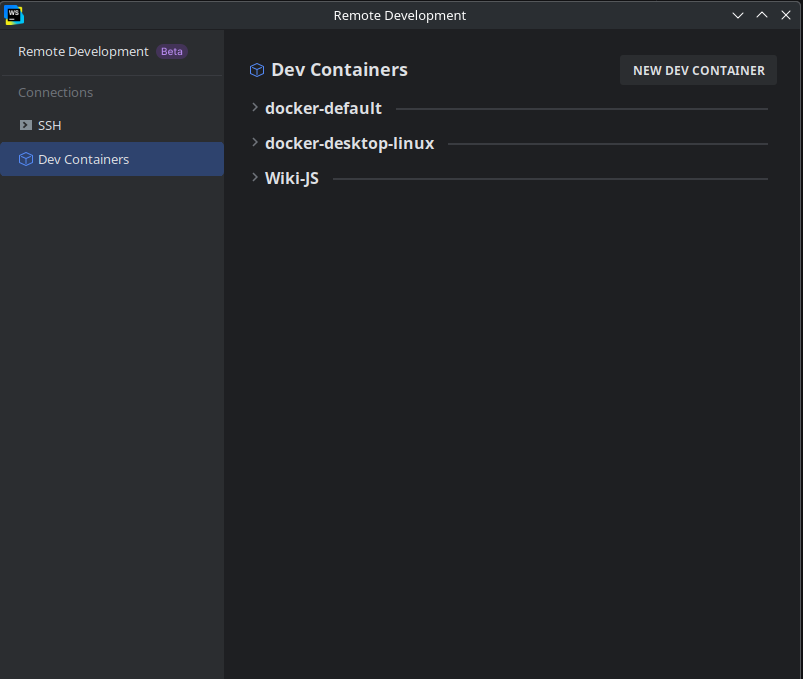 WS
Remote Development
Remote Development Beta
Connections
SSH
Dev Containers
Dev Containers
NEW DEV CONTAINER
docker-default
docker-desktop-linux
Wiki-JS